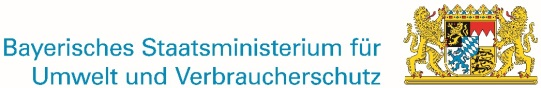 Bayerisches Staatsministerium für
Umwelt und Verbraucherschutz